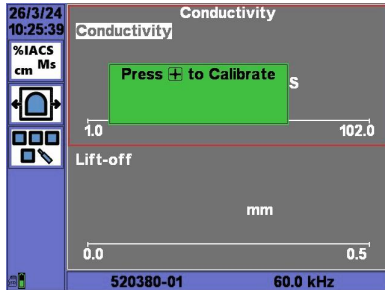 26/3/24
10:25:39
Conductivity
Conductivity
%IACS
cm Ms
Press + to Calibrate
S
1.0 102.0
Lift-off
mm
0.0 0.5
520380-01 60.0 kHz